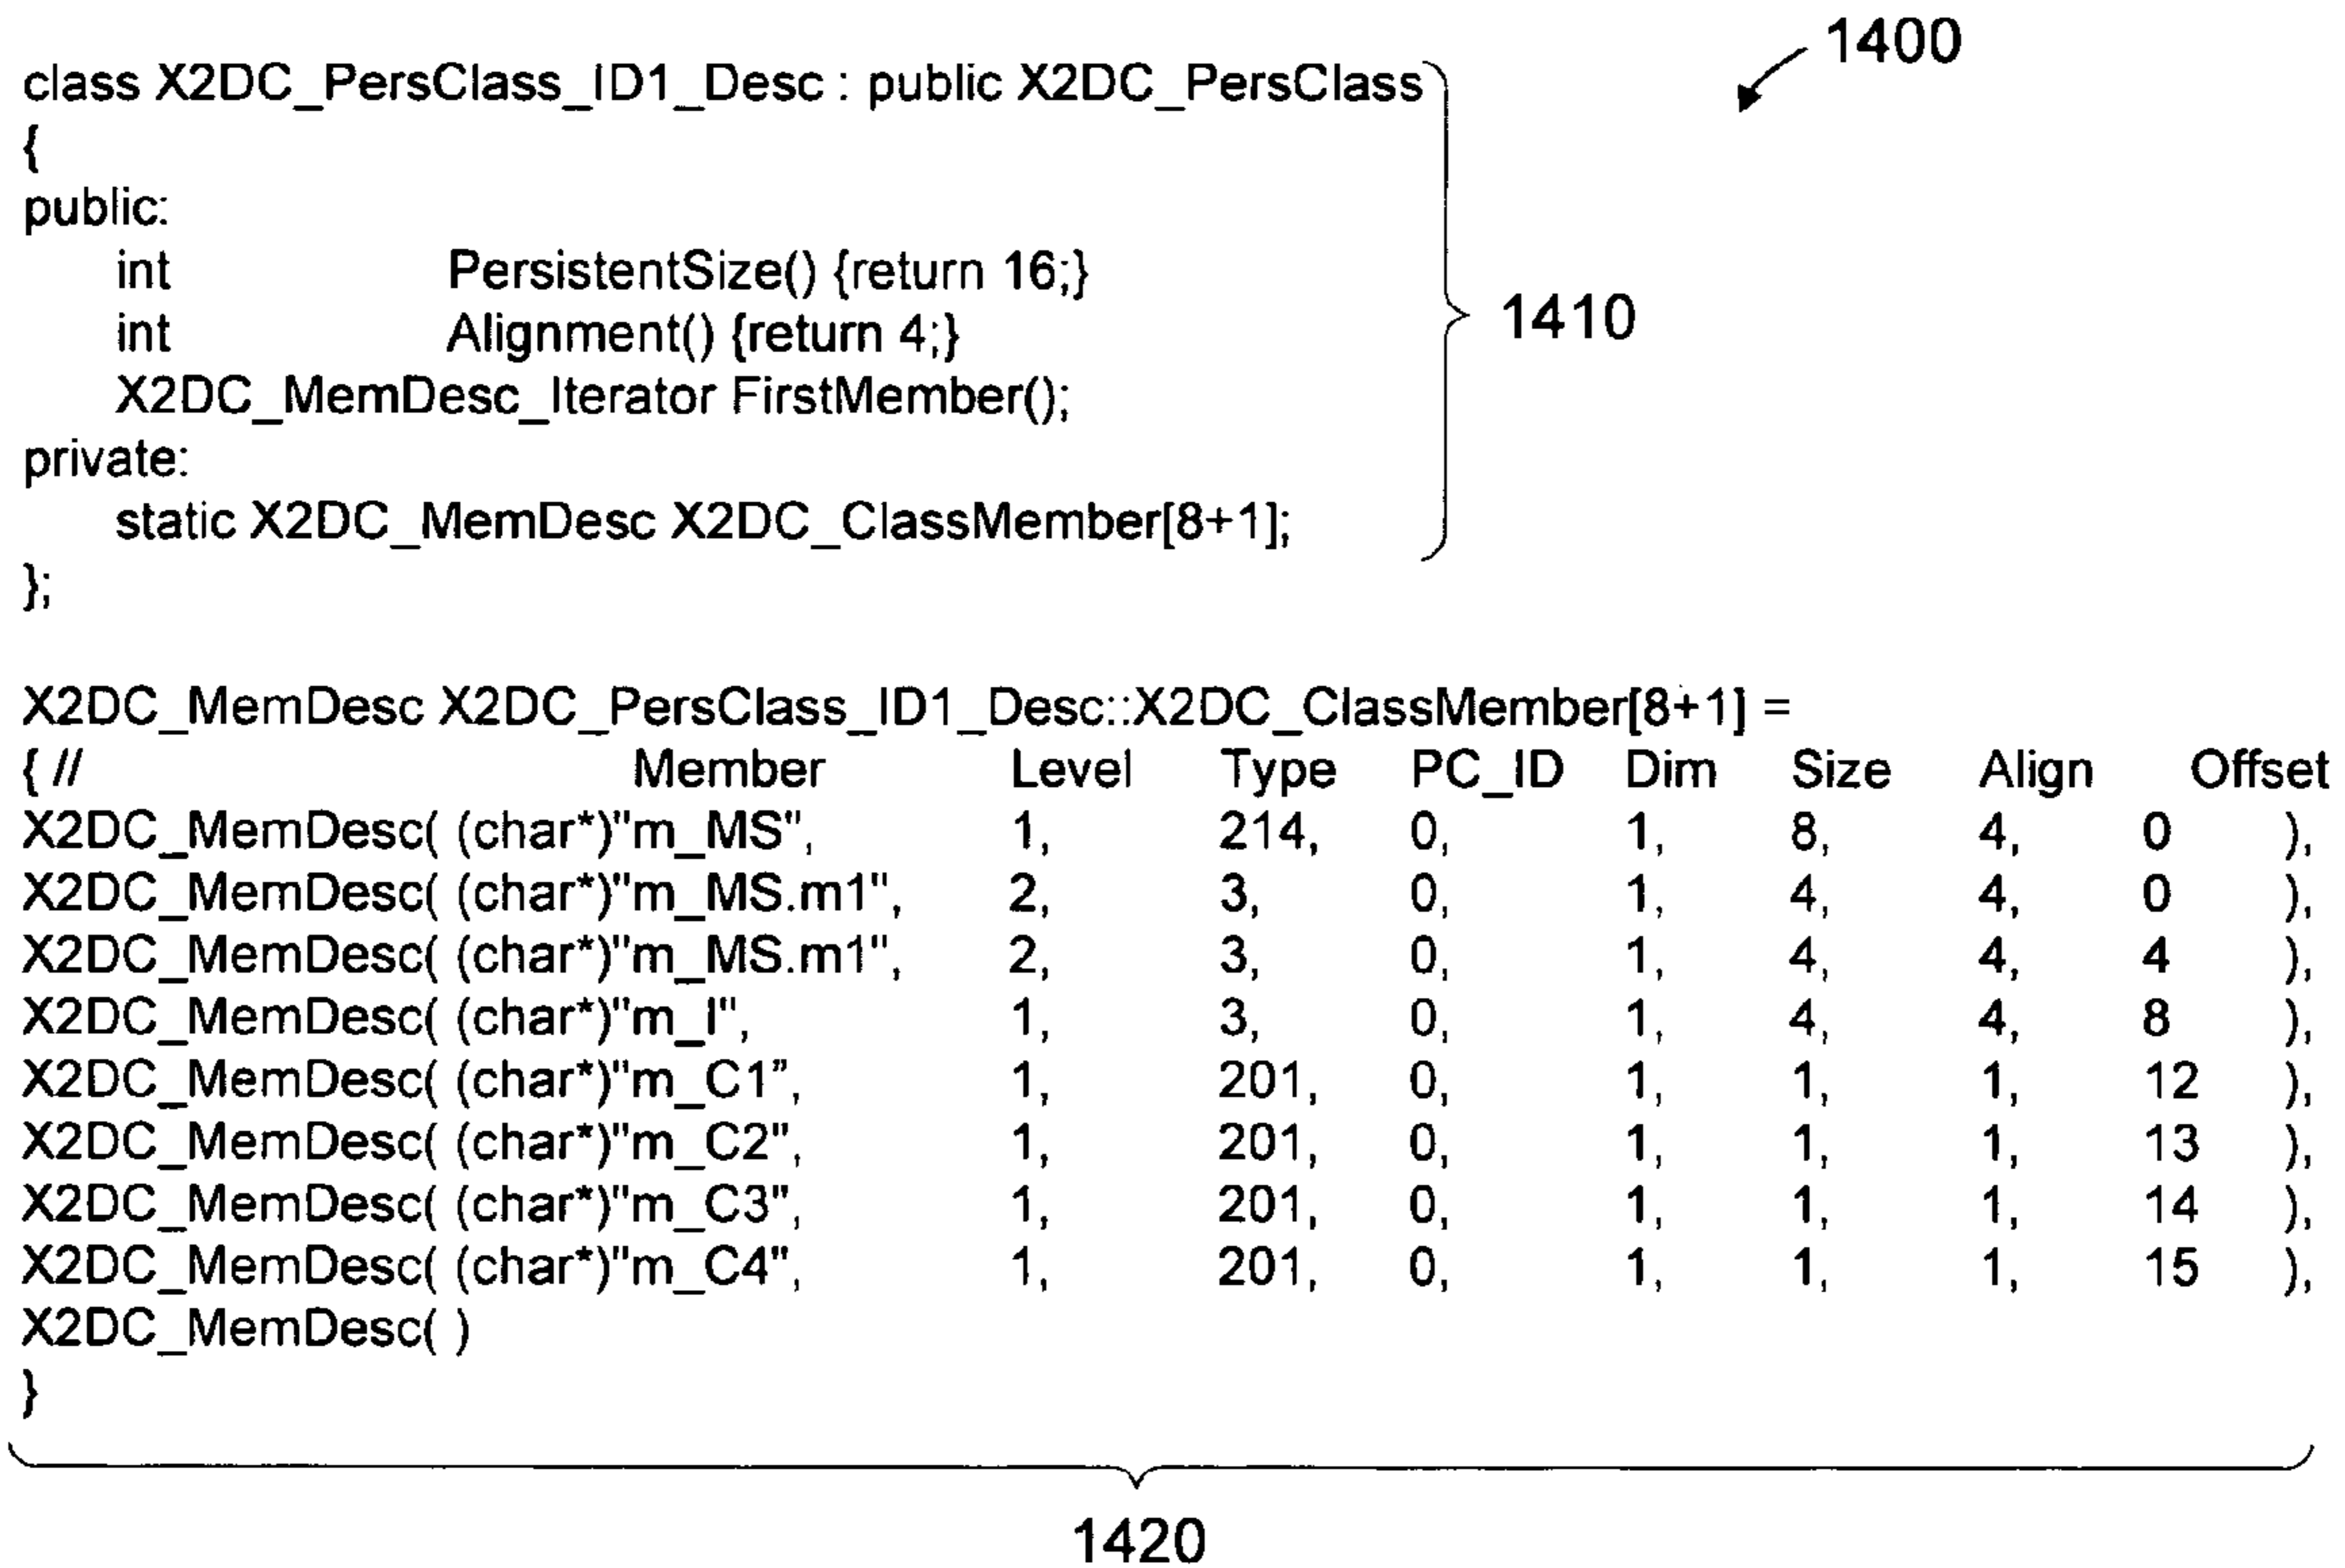 1400
class X2DC_PersClass_ID1_Desc : public X2DC_PersClass
{
public:
int PersistentSize() {return 16;}
int Alignment() {return 4;}
1410
X2DC_MemDesc_Iterator FirstMember();
private:
static X2DC_MemDesc X2DC_ClassMember[8+1];
};
X2DC_MemDesc X2DC_PersClass_ID1_Desc::X2DC_ClassMember[8+1] =
{ // Member Level Type PC_ID Dim Size Align Offset
X2DC_MemDesc( (char*)"m_MS", 1, 214, 0, 1, 8, 4, 0 ),
X2DC_MemDesc( (char*)"m_MS.m1", 2, 3, 0, 1, 4, 4, 0 ),
X2DC_MemDesc( (char*)"m_MS.m1", 2, 3, 0, 1, 4, 4, 4 ),
X2DC_MemDesc( (char*)"m_I", 1, 3, 0, 1, 4, 4, 8 ),
X2DC_MemDesc( (char*)"m_C1", 1, 201, 0, 1, 1, 1, 12 ),
X2DC_MemDesc( (char*)"m_C2", 1, 201, 0, 1, 1, 1, 13 ),
X2DC_MemDesc( (char*)"m_C3", 1, 201, 0, 1, 1, 1, 14 ),
X2DC_MemDesc( (char*)"m_C4", 1, 201, 0, 1, 1, 1, 15 ),
X2DC_MemDesc( )
}
1420